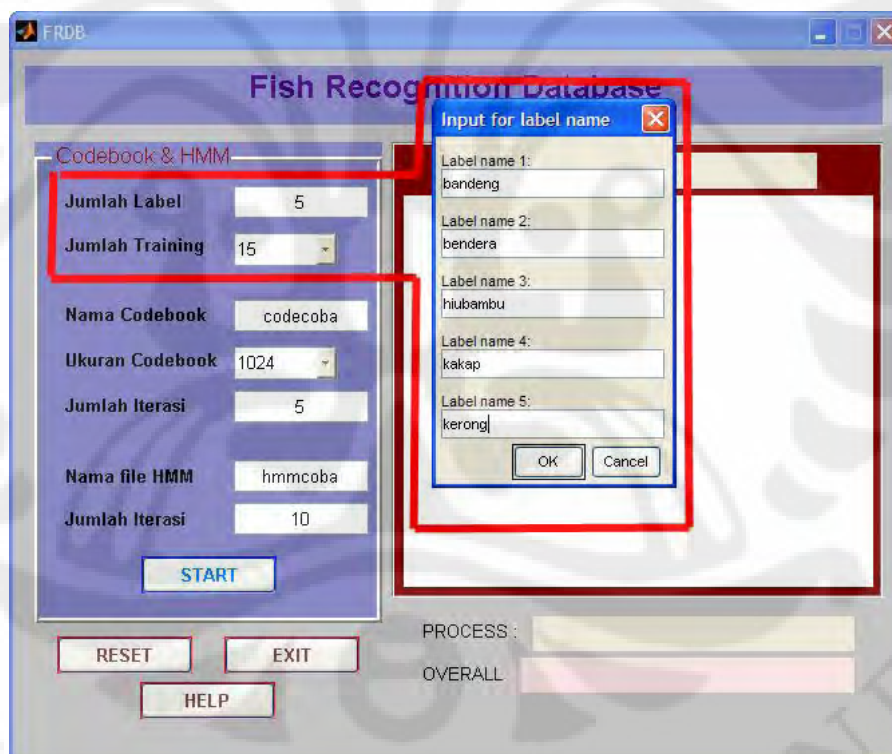 FRDB
Fish Recognition Database
Codebook & HMM
Jumlah Label 5
Jumlah Training 15
Nama Codebook codecoba
Ukuran Codebook 1024
Jumlah Iterasi 5
Nama file HMM hmmcoba
Jumlah Iterasi 10
START
RESET
EXIT
HELP
Input for label name
Label name 1:
bandeng
Label name 2:
bendera
Label name 3:
hiubambu
Label name 4:
kakap
Label name 5:
kerong
OK Cancel
PROCESS :
OVERALL